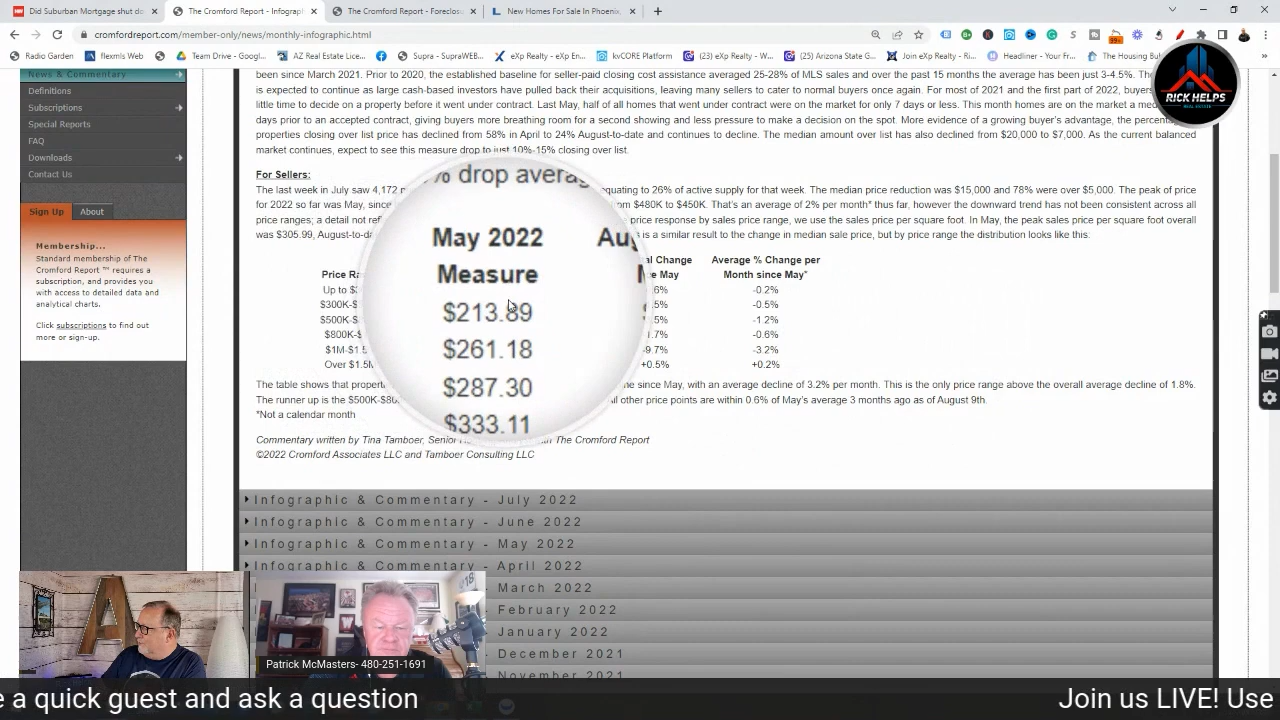 Did Suburban Mortgage shut do
The Cromford Report - Infograph
The Cromford Report - Foreclos
New Homes For Sale In Phoenix,
cromfordreport.com/member-only/news/monthly-infographic.html
Radio Garden
flexmls Web
Team Drive - Googl...
AZ Real Estate Lice...
Supra - SupraWEB...
eXp Realty - eXp En...
kvCORE Platform
(23) eXp Realty - W...
(21) Arizona State G...
Join eXp Realty - Ri...
Headliner - Your Fr...
The Housing Bu
RICK HELPS
REAL ESTATE
News & Commentary
Definitions
Subscriptions
Special Reports
FAQ
Downloads
Contact Us
Sign Up About
Membership...
Standard membership of The
Cromford Report ™ requires a
subscription, and provides you
with access to detailed data and
analytical charts.
Click subscriptions to find out
more or sign-up.
been since March 2021. Prior to 2020, the established baseline for seller-paid closing cost assistance averaged 25-28% of MLS sales and over the past 15 months the average has been just 3-4.5%. Th
is expected to continue as large cash-based investors have pulled back their acquisitions, leaving many sellers to cater to normal buyers once again. For most of 2021 and the first part of 2022, buyers
little time to decide on a property before it went under contract. Last May, half of all homes that went under contract were on the market for only 7 days or less. This month homes are on the market a
days prior to an accepted contract, giving buyers more breathing room for a second showing and less pressure to make a decision on the spot. More evidence of a growing buyer's advantage, the percentage
properties closing over list price has declined from 58% in April to 24% August-to-date and continues to decline. The median amount over list has also declined from $20,000 to $7,000. As the current balanced
market continues, expect to see this measure drop to just 10%-15% closing over list.
For Sellers:
The last week in July saw 4,172 equating to 26% of active supply for that week. The median price reduction was $15,000 and 78% were over $5,000. The peak of price
for 2022 so far was May, since from $480K to $450K. That's an average of 2% per month* thus far, however the downward trend has not been consistent across all
price ranges; a detail not price response by sales price range, we use the sales price per square foot. In May, the peak sales price per square foot overall
was $305.99, August-to-da is a similar result to the change in median sale price, but by price range the distribution looks like this:
% drop averag
May 2022 Aug
Measure
$213.89
$261.18
$287.30
$333.11
Price Ra Change Average % Change per
May Month since May*
Up to $ .6% -0.2%
$300K- .5% -0.5%
$500K- .5% -1.2%
$800K- .7% -0.6%
$1M-$1.5 -9.7% -3.2%
Over $1.5M +0.5% +0.2%
The table shows that propert since May, with an average decline of 3.2% per month. This is the only price range above the overall average decline of 1.8%.
The runner up is the $500K-$80 other price points are within 0.6% of May's average 3 months ago as of August 9th.
*Not a calendar month
Commentary written by Tina Tamboer, Senior The Cromford Report
©2022 Cromford Associates LLC and Tamboer Consulting LLC
Infographic & Commentary - July 2022
Infographic & Commentary - June 2022
Infographic & Commentary - May 2022
Infographic & Commentary - April 2022
- March 2022
- February 2022
January 2022
- December 2021
- November 2021
Patrick McMasters- 480-251-1691
e a quick guest and ask a question
Join us LIVE! Use